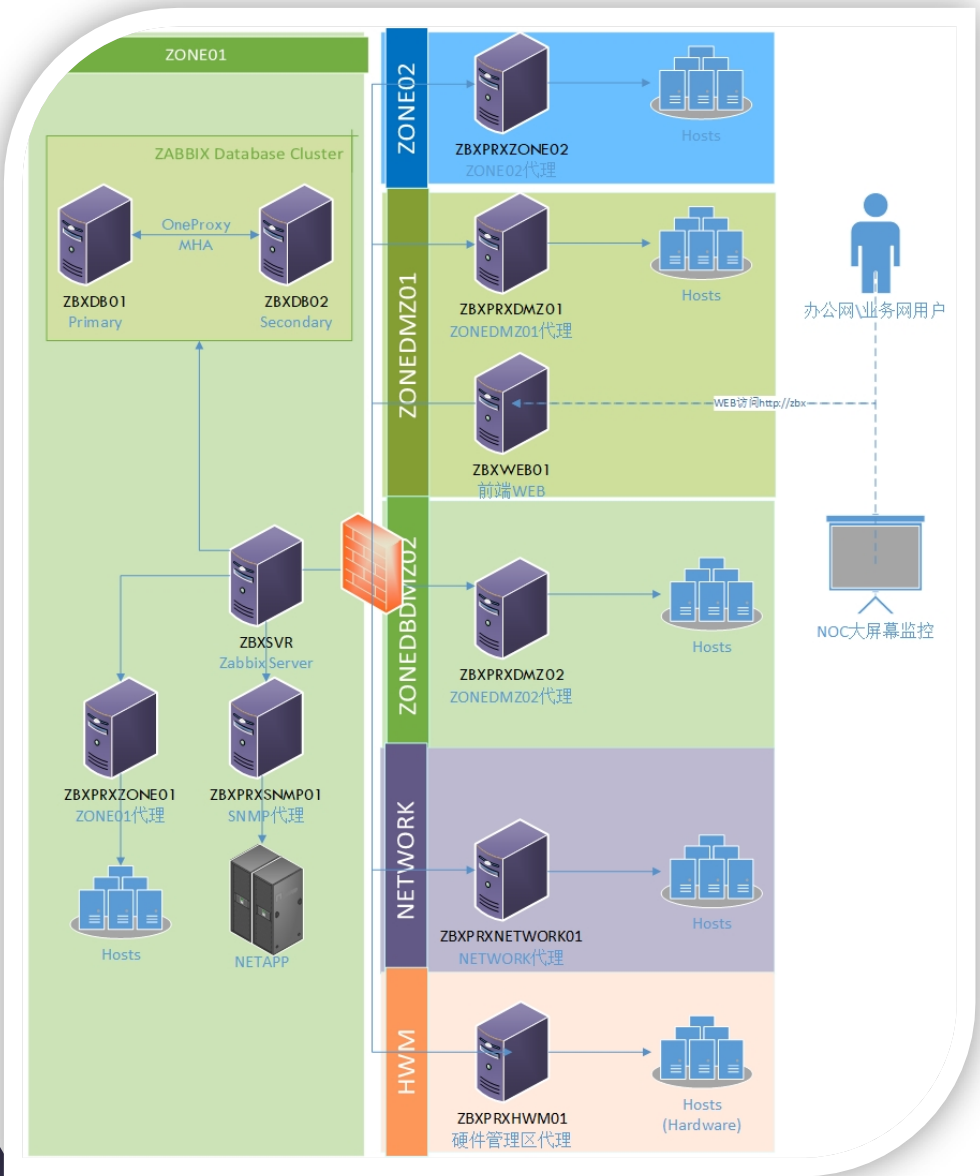 ZONE01
ZABBIX Database Cluster
OneProxy
MHA
ZBXDB01
Primary
ZBXDB02
Secondary
ZBXSVR
Zabbix Server
ZBXPRXZONE01
ZONE01代理
ZBXPRXSNMP01
SNMP代理
Hosts
NETAPP
ZONE02
ZBXPRXZONE02
ZONE02代理
Hosts
ZONEDMZ01
ZBXPRXDMZ01
ZONEDMZ01代理
Hosts
ZBXWEB01
前端WEB
WEB访问http://zbx
ZONEDBDMZ02
ZBXPRXDMZ02
ZONEDMZ02代理
Hosts
NETWORK
ZBXPRXNETWORK01
NETWORK代理
Hosts
HWM
ZBXPRXHWM01
硬件管理区代理
Hosts
(Hardware)
办公网\业务网用户
NOC大屏幕监控